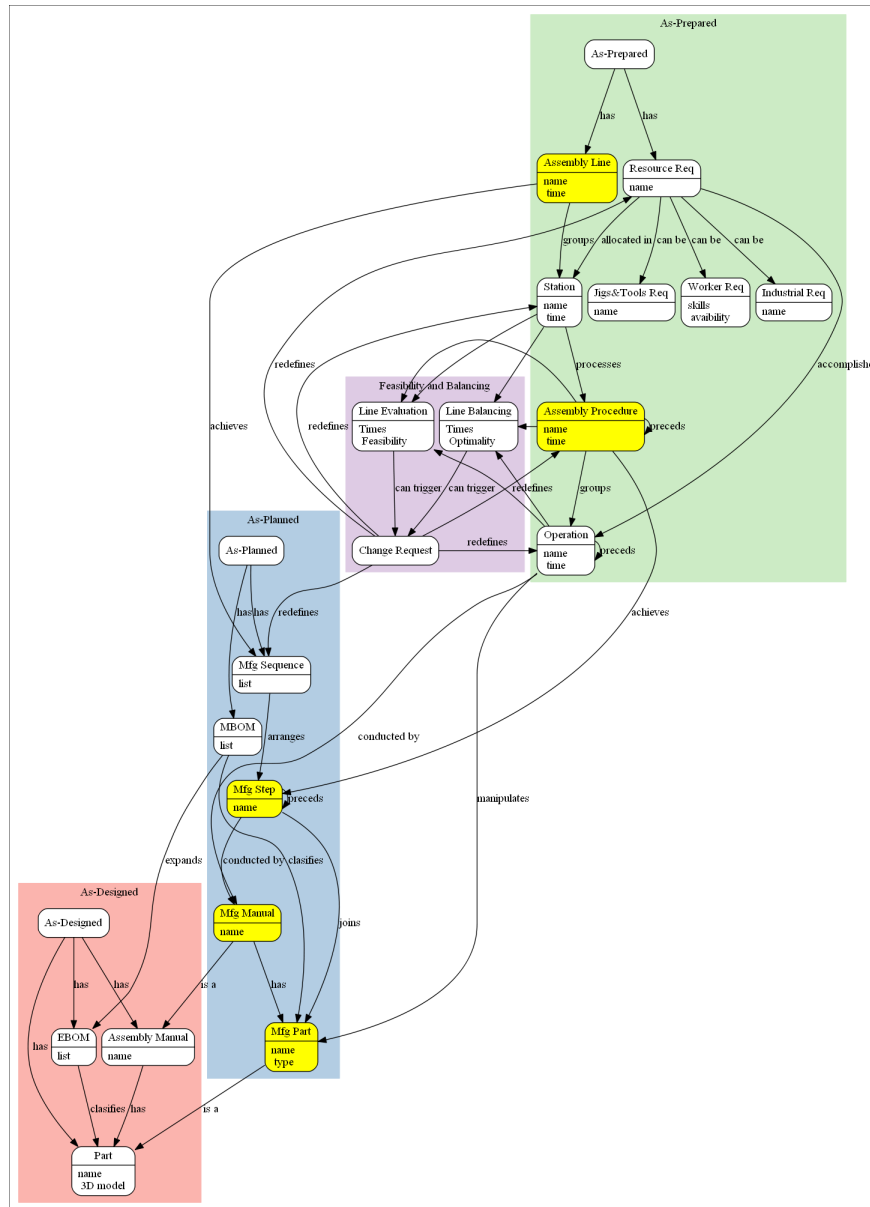 As-Prepared
As-Prepared
has
has
Assembly Line
name
time
Resource Req
name
groups
allocated in
can be
can be
can be
Station
name
time
Jigs&Tools Req
name
Worker Req
skills
avaibility
Industrial Req
name
redefines
processes
accomplishe
Feasibility and Balancing
achieves
redefines
Line Evaluation
Times
Feasibility
Line Balancing
Times
Optimality
Assembly Procedure
name
time
preceds
can trigger
can trigger
redefines
groups
As-Planned
As-Planned
Change Request
redefines
Operation
name
time
preceds
has
has
redefines
achieves
Mfg Sequence
list
MBOM
list
arranges
conducted by
Mfg Step
name
preceds
manipulates
expands
conducted by
clasifies
As-Designed
As-Designed
Mfg Manual
name
joins
has
has
is a
has
has
EBOM
list
Assembly Manual
name
Mfg Part
name
type
clasifies
has
is a
Part
name
3D model